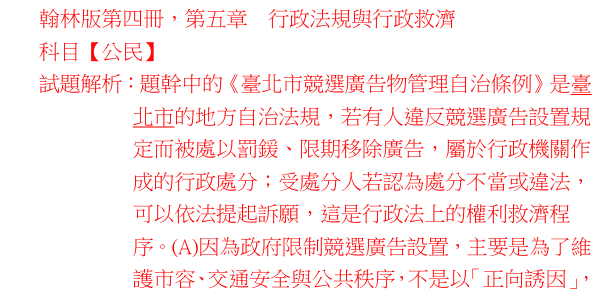 翰林版第四冊，第五章　行政法規與行政救濟
科目【公民】
試題解析：題幹中的《臺北市競選廣告物管理自治條例》是臺
北市的地方自治法規，若有人違反競選廣告設置規
定而被處以罰鍰、限期移除廣告，屬於行政機關作
成的行政處分；受處分人若認為處分不當或違法，
可以依法提起訴願，這是行政法上的權利救濟程
序。(A)因為政府限制競選廣告設置，主要是為了維
護市容、交通安全與公共秩序，不是以「正向誘因」，